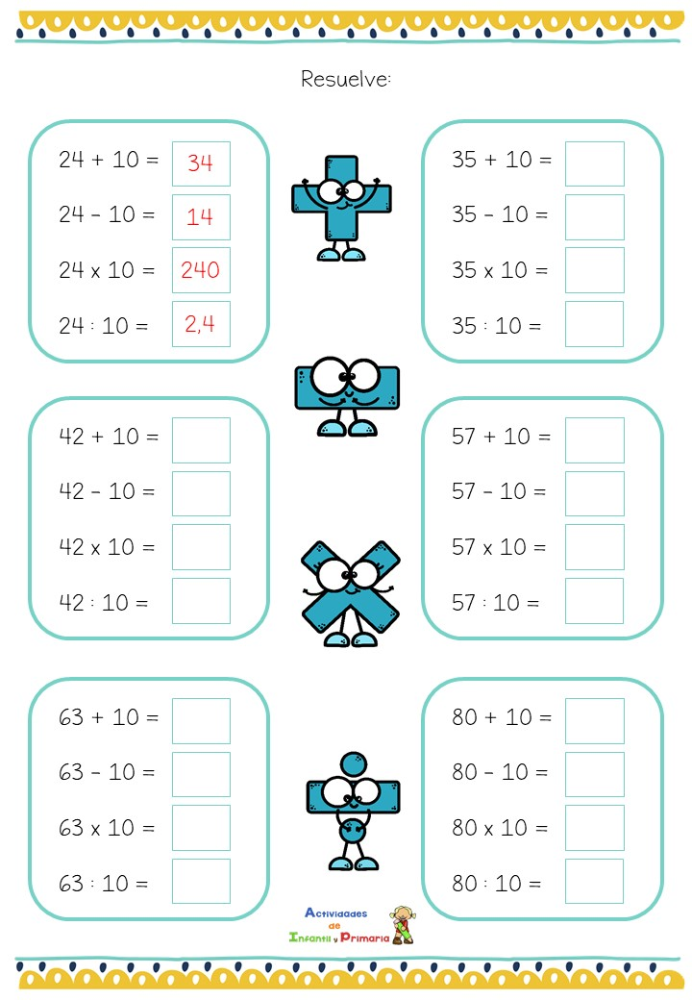 Resuelve:
24 + 10 = 34
24 - 10 = 14
24 x 10 = 240
24 : 10 = 2,4
35 + 10 =
35 - 10 =
35 x 10 =
35 : 10 =
42 + 10 =
42 - 10 =
42 x 10 =
42 : 10 =
57 + 10 =
57 - 10 =
57 x 10 =
57 : 10 =
63 + 10 =
63 - 10 =
63 x 10 =
63 : 10 =
80 + 10 =
80 - 10 =
80 x 10 =
80 : 10 =
Actividades
de
Infantil y Primaria